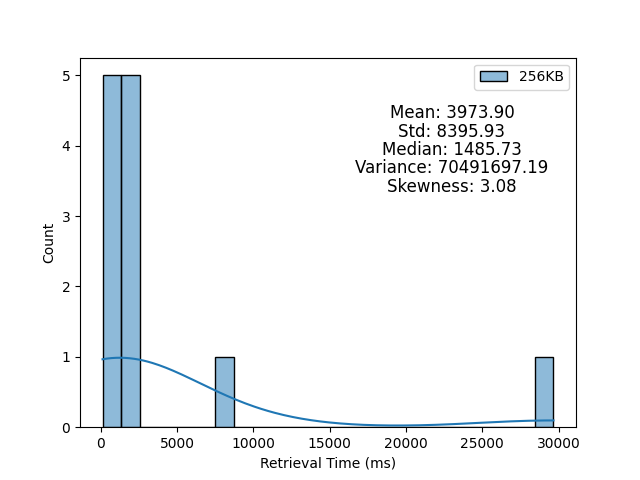 256KB
Mean: 3973.90
Std: 8395.93
Median: 1485.73
Variance: 70491697.19
Skewness: 3.08
5
4
3
2
1
0
Count
0 5000 10000 15000 20000 25000 30000
Retrieval Time (ms)